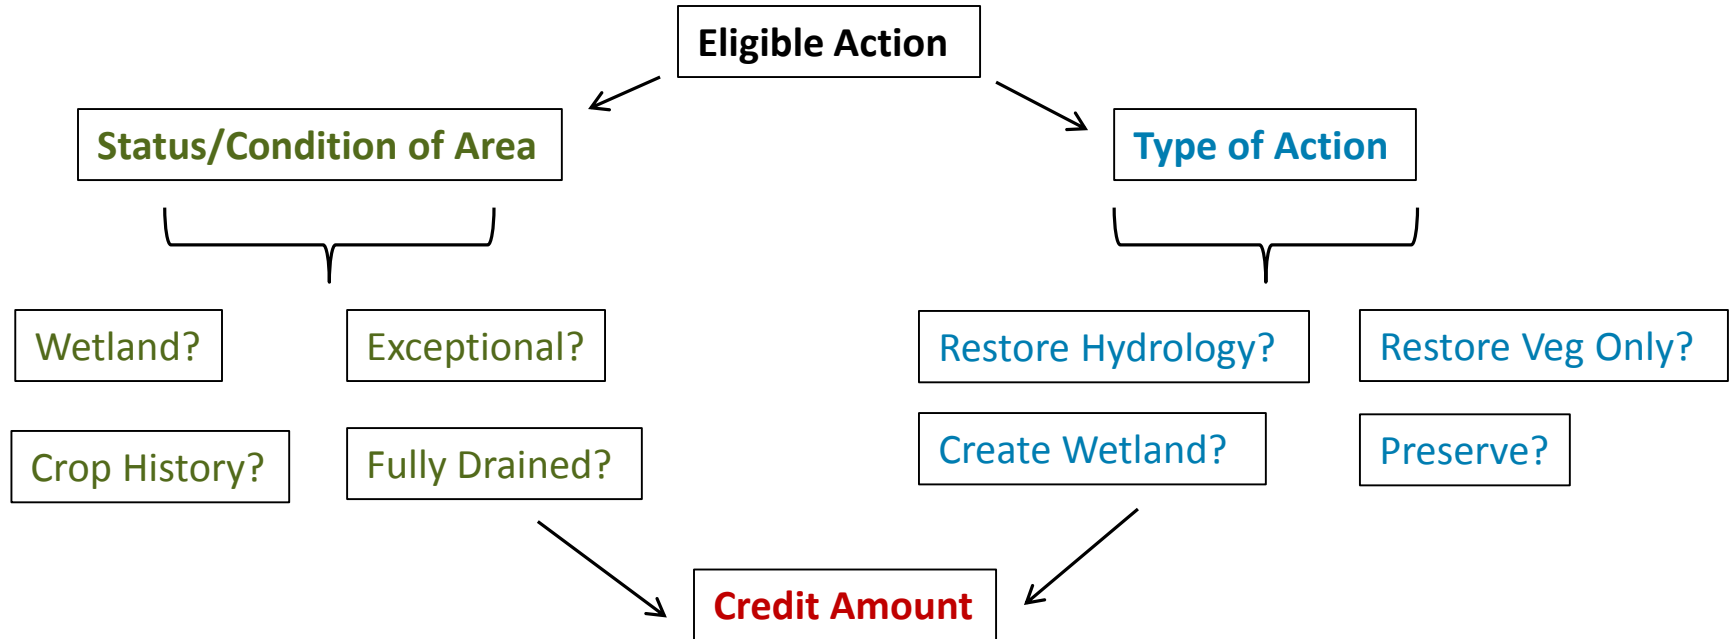 Eligible Action
Status/Condition of Area
Type of Action
Wetland?
Exceptional?
Crop History?
Fully Drained?
Restore Hydrology?
Restore Veg Only?
Create Wetland?
Preserve?
Credit Amount